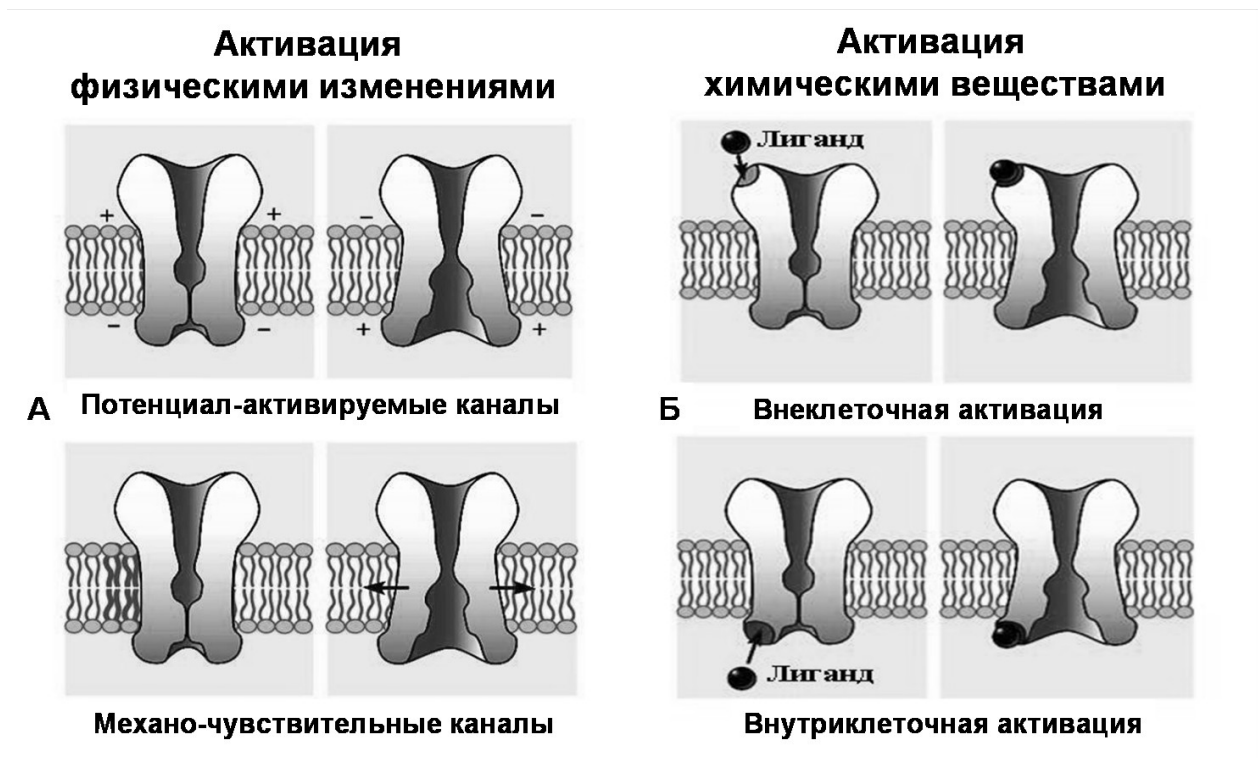 Активация
физическими изменениями
Активация
химическими веществами
Лиганд
+ +
− −
− −
+ +
А Потенциал-активируемые каналы
Б Внеклеточная активация
Лиганд
Механо-чувствительные каналы
Внутриклеточная активация